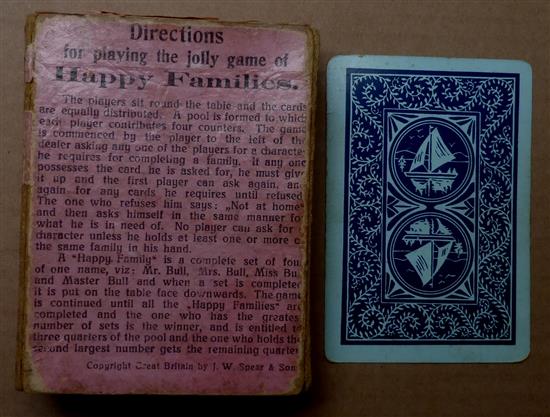 Directions
for playing the jolly game of
Happy Families.
The players sit round the table and the cards
are equally distributed. A pool is formed to which
each player contributes four counters. The game
is commenced by the player to the left of the
dealer asking any one of the players for a character
he requires for completing a family. If any one
possesses the card he is asked for, he must give
it up and the first player can ask again, and
again for any cards he requires until refused.
The one who refuses him says: „Not at home"
and then asks himself in the same manner for
what he is in need of. No player can ask for
character unless he holds at least one or more of
the same family in his hand.
A "Happy Family" is a complete set of four
of one name, viz: Mr. Bull, Mrs. Bull, Miss Bu
and Master Bull and when a set is completed
it is put on the table face downwards. The game
is continued until all the „Happy Families" are
completed and the one who has the greates
number of sets is the winner, and is entitled to
three quarters of the pool and the one who holds the
second largest number gets the remaining quarter
Copyright Great Britain by J. W. Spear & Son